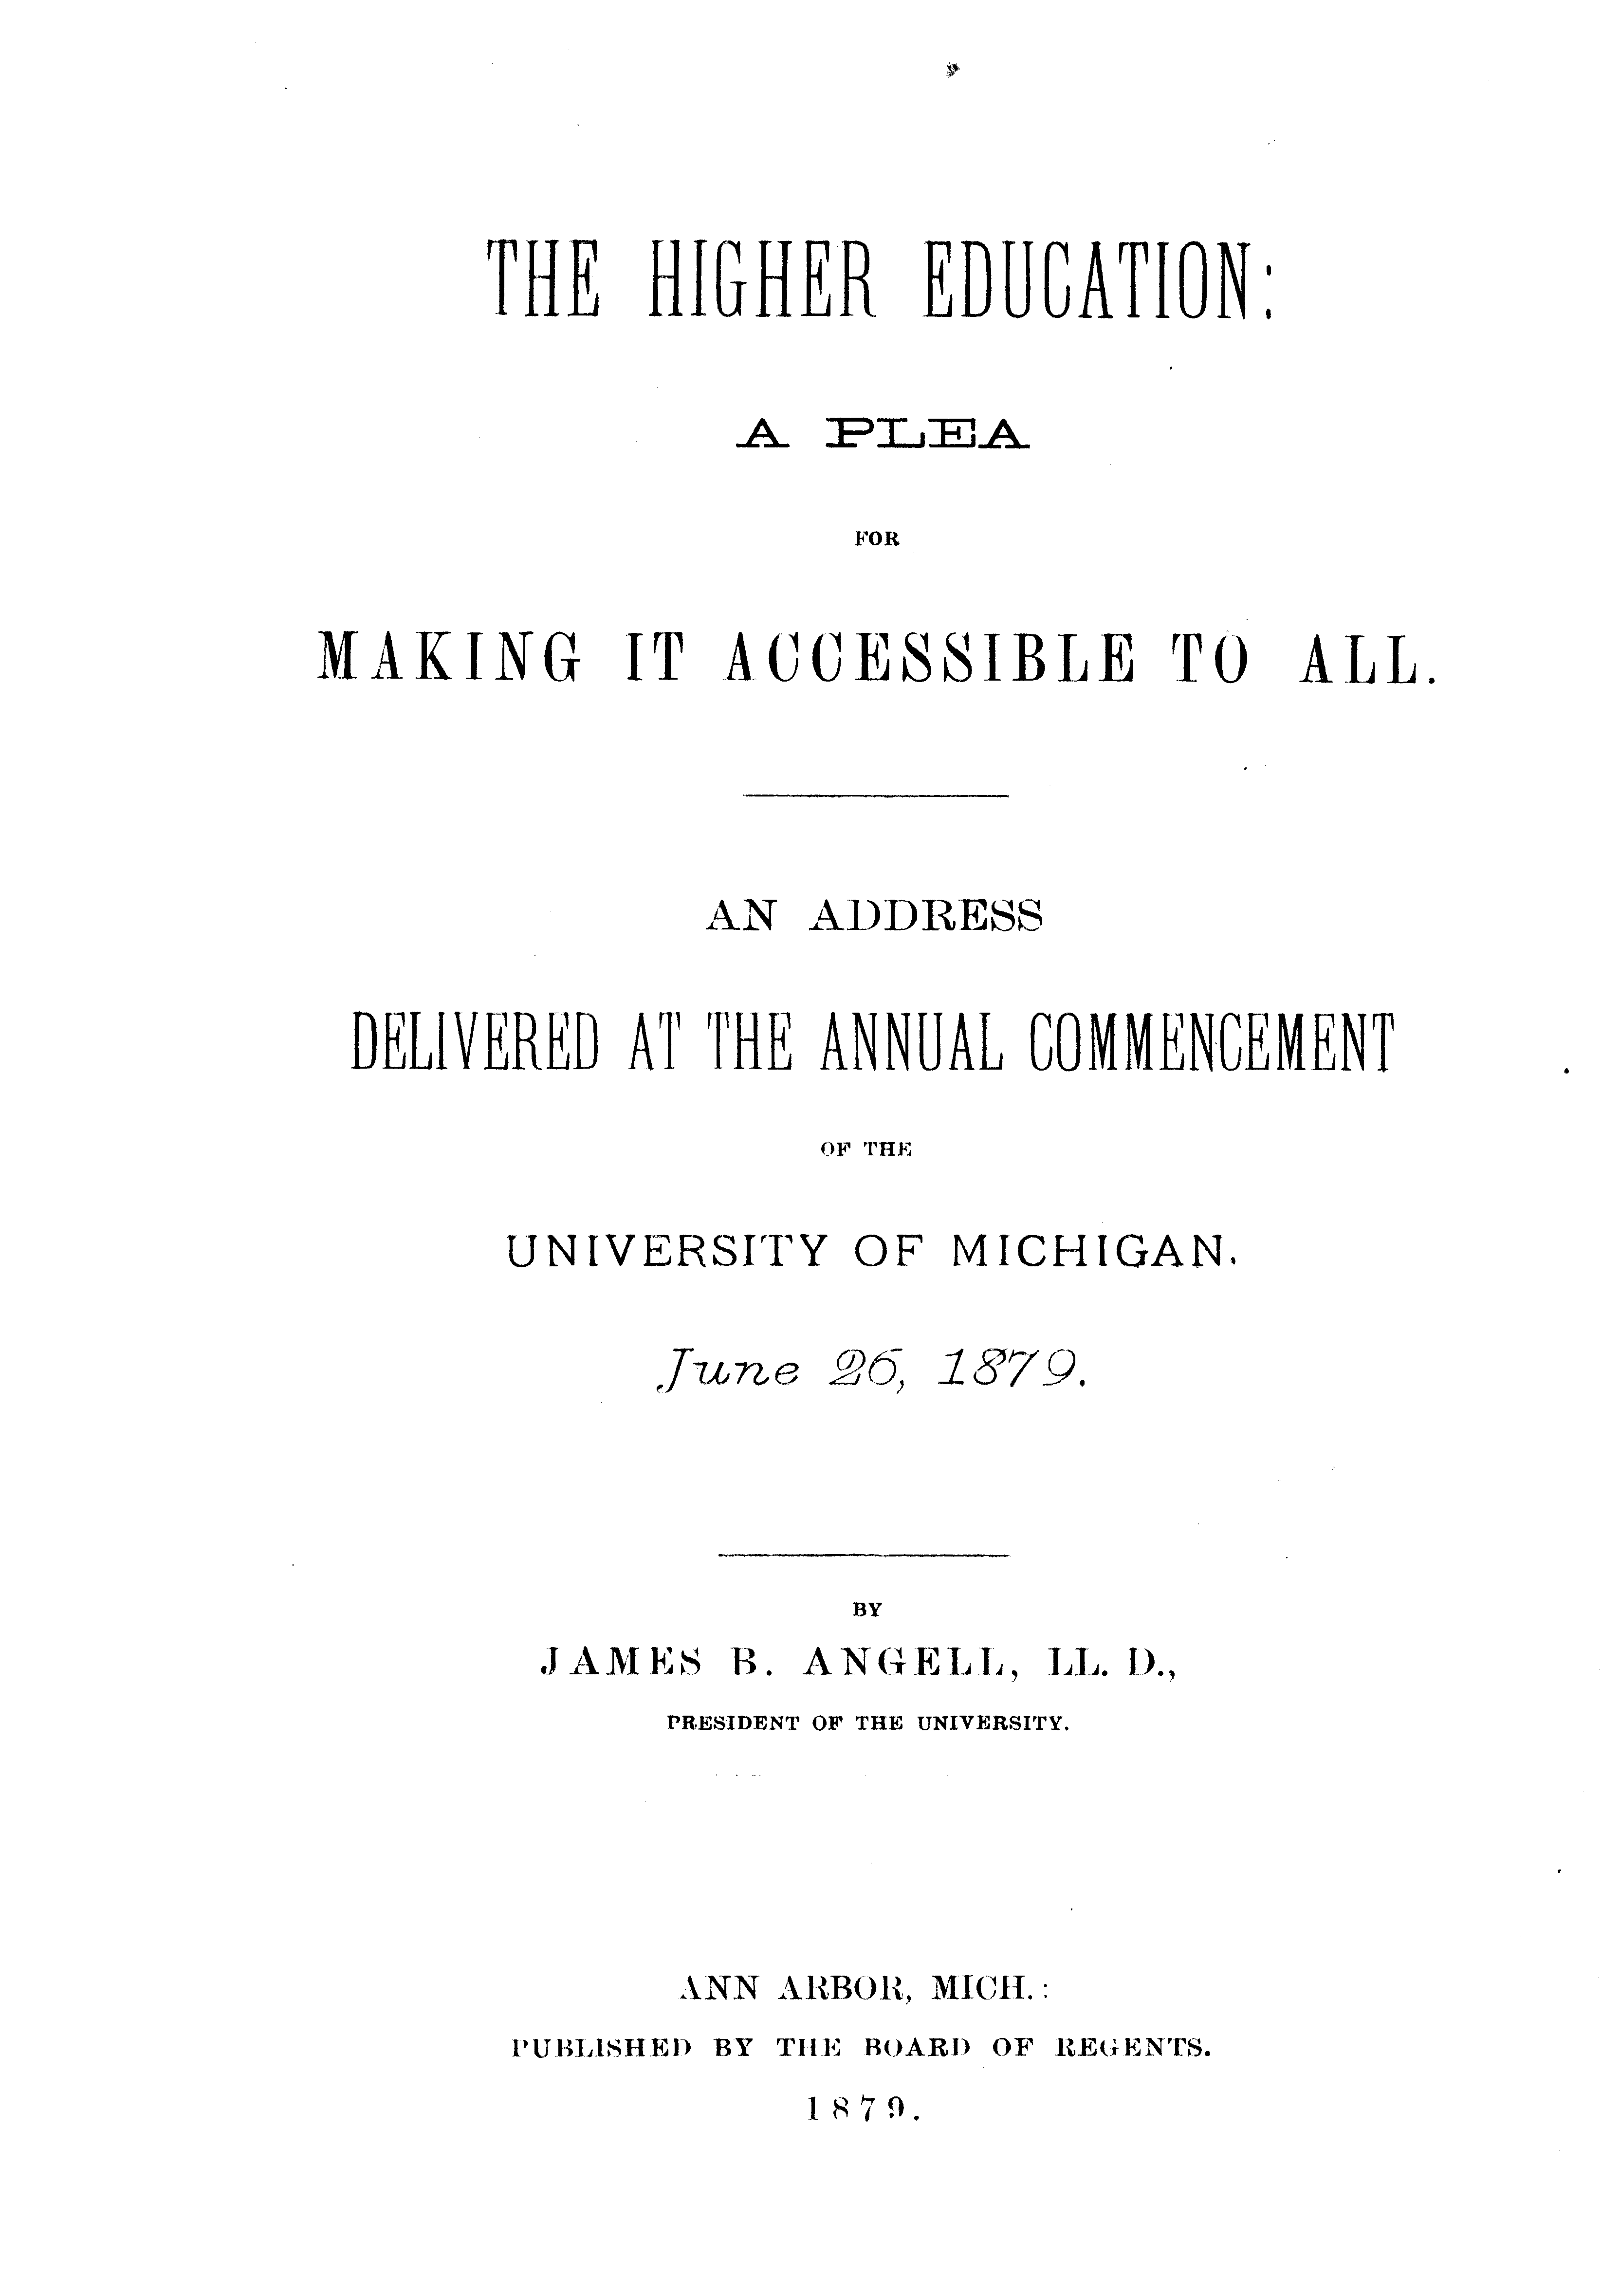 THE HIGHER EDUCATION:
A PLEA
FOR
MAKING IT ACCESSIBLE TO ALL.
AN ADDRESS
DELIVERED AT THE ANNUAL COMMENCEMENT
OF THE
UNIVERSITY OF MICHIGAN.
June 26, 1879.
BY
JAMES B. ANGELL, LL. D.,
PRESIDENT OF THE UNIVERSITY.
ANN ARBOR, MICH.:
PUBLISHED BY THE BOARD OF REGENTS.
1879.